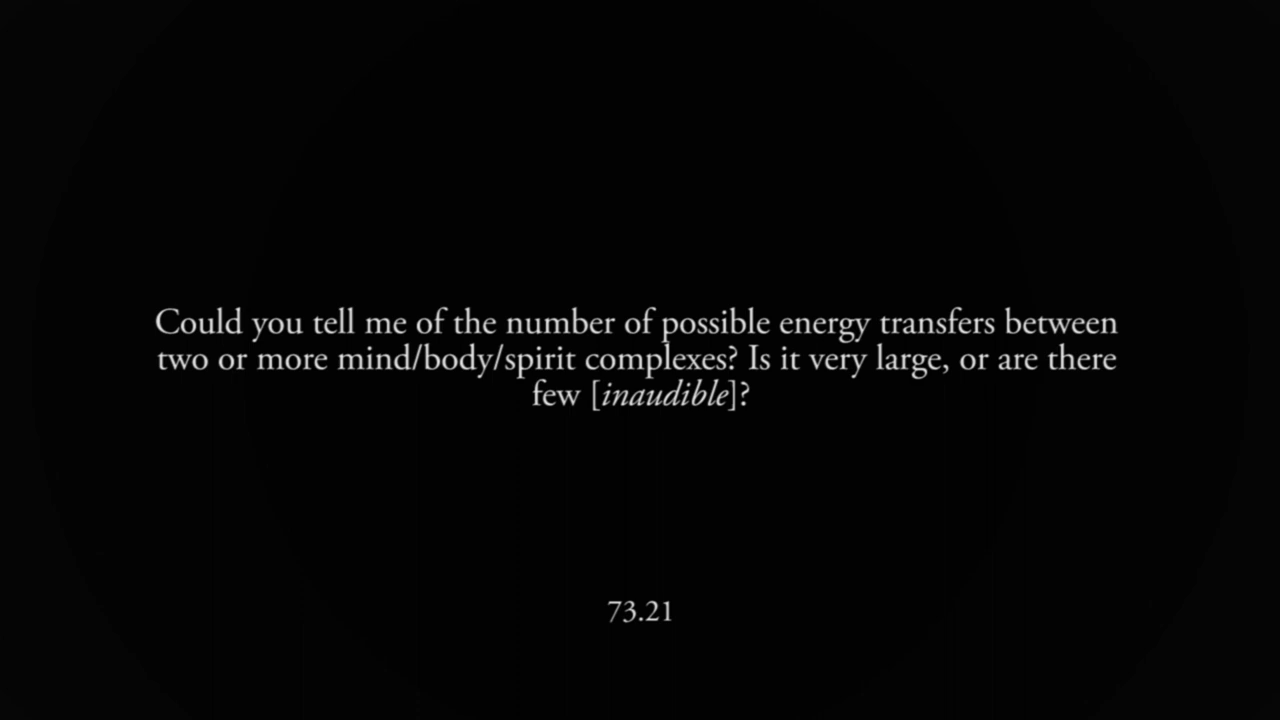 Could you tell me of the number of possible energy transfers between
two or more mind/body/spirit complexes? Is it very large, or are there
few [inaudible]?
73.21